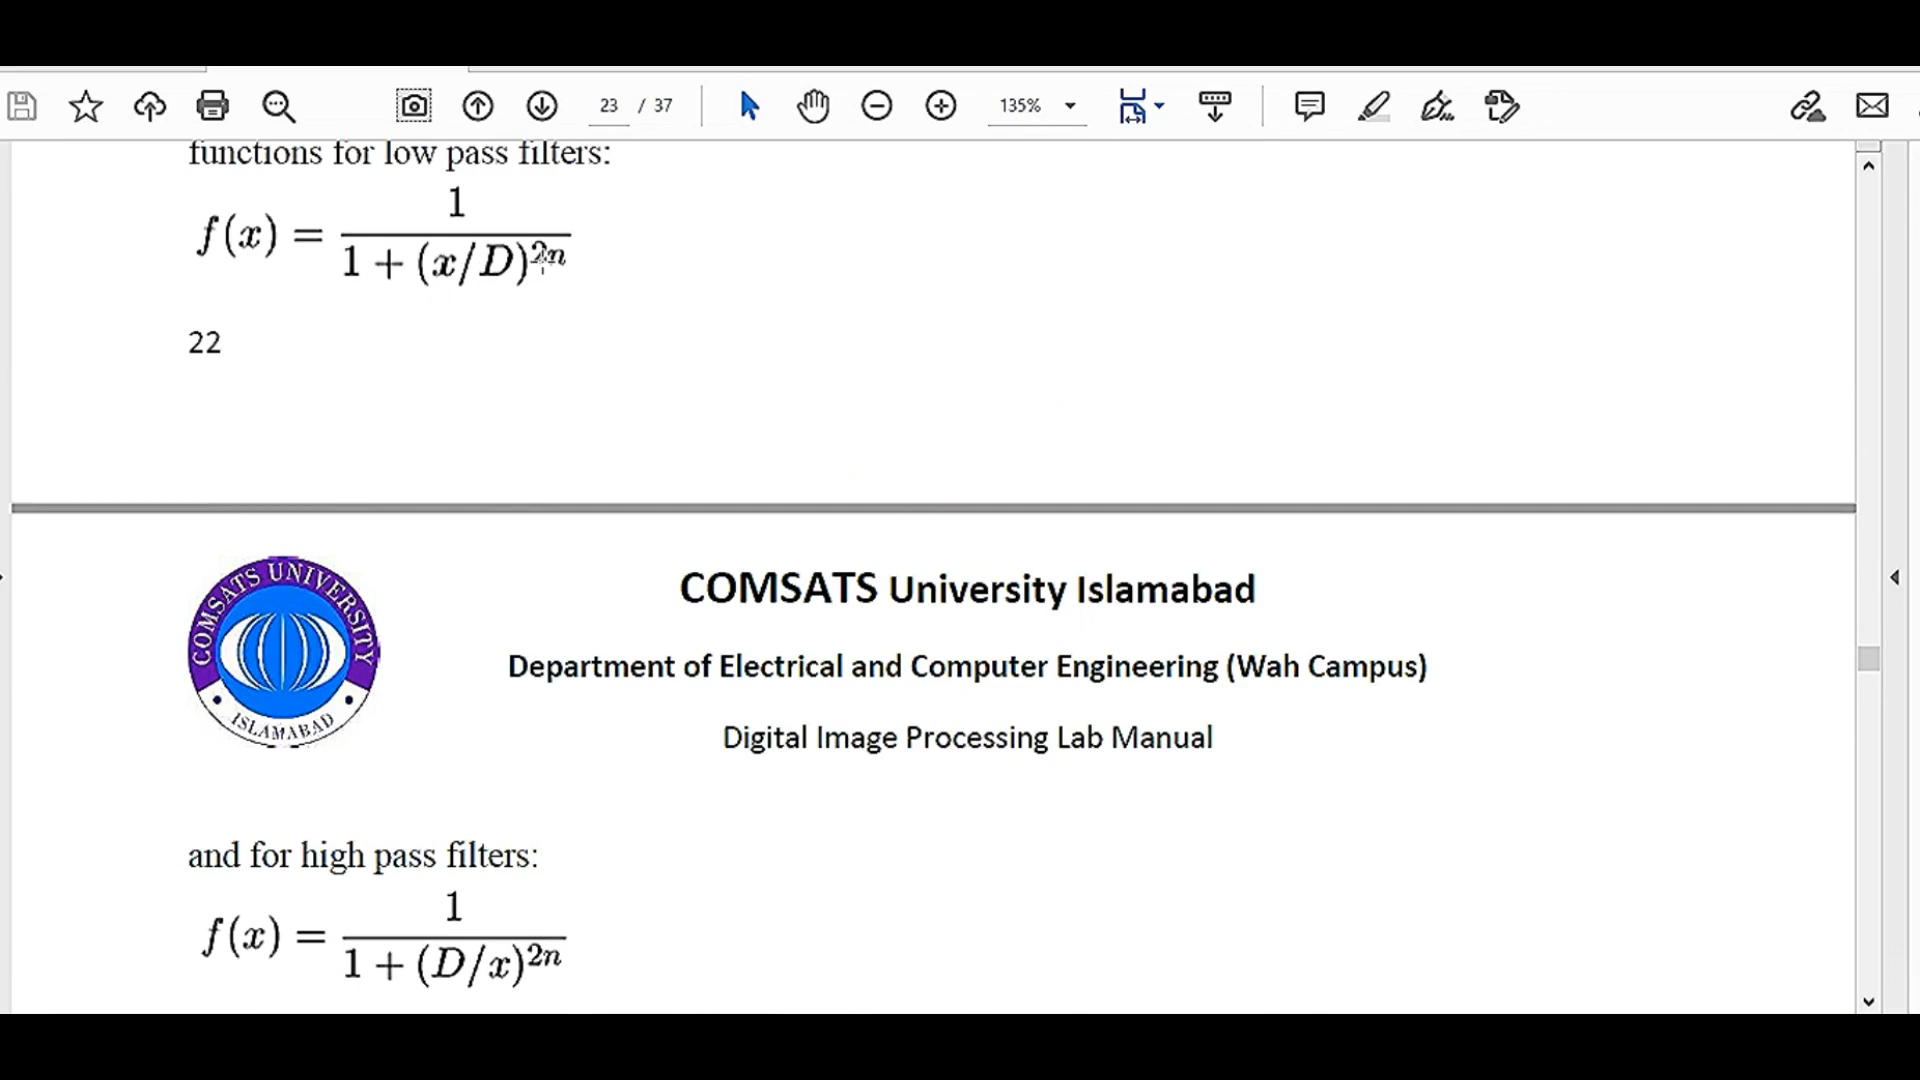 23 / 37
135%
functions for low pass filters:
f(x) = 1 / (1 + (x/D)^{2n})
22
COMSATS UNIVERSITY
ISLAMABAD
COMSATS University Islamabad
Department of Electrical and Computer Engineering (Wah Campus)
Digital Image Processing Lab Manual
and for high pass filters:
f(x) = 1 / (1 + (D/x)^{2n})